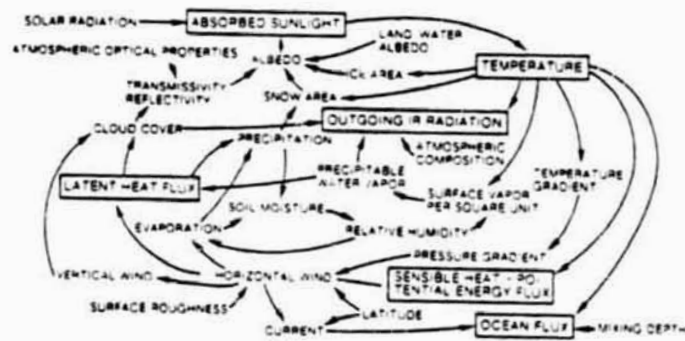 SOLAR RADIATION
ABSORBED SUNLIGHT
ATMOSPHERIC OPTICAL PROPERTIES
LAND, WATER
ALBEDO
ALBEDO
TEMPERATURE
ICE AREA
TRANSMISSIVITY
REFLECTIVITY
SNOW AREA
CLOUD COVER
PRECIPITATION
OUTGOING IR RADIATION
ATMOSPHERIC
COMPOSITION
PRECIPITABLE
WATER VAPOR
TEMPERATURE
GRADIENT
LATENT HEAT FLUX
SURFACE VAPOR
PER SQUARE UNIT
SOIL MOISTURE
EVAPORATION
RELATIVE HUMIDITY
PRESSURE GRADIENT
VERTICAL WIND
HORIZONTAL WIND
SENSIBLE HEAT - PO-
TENTIAL ENERGY FLUX
SURFACE ROUGHNESS
LATITUDE
CURRENT
OCEAN FLUX
MIXING DEPTH